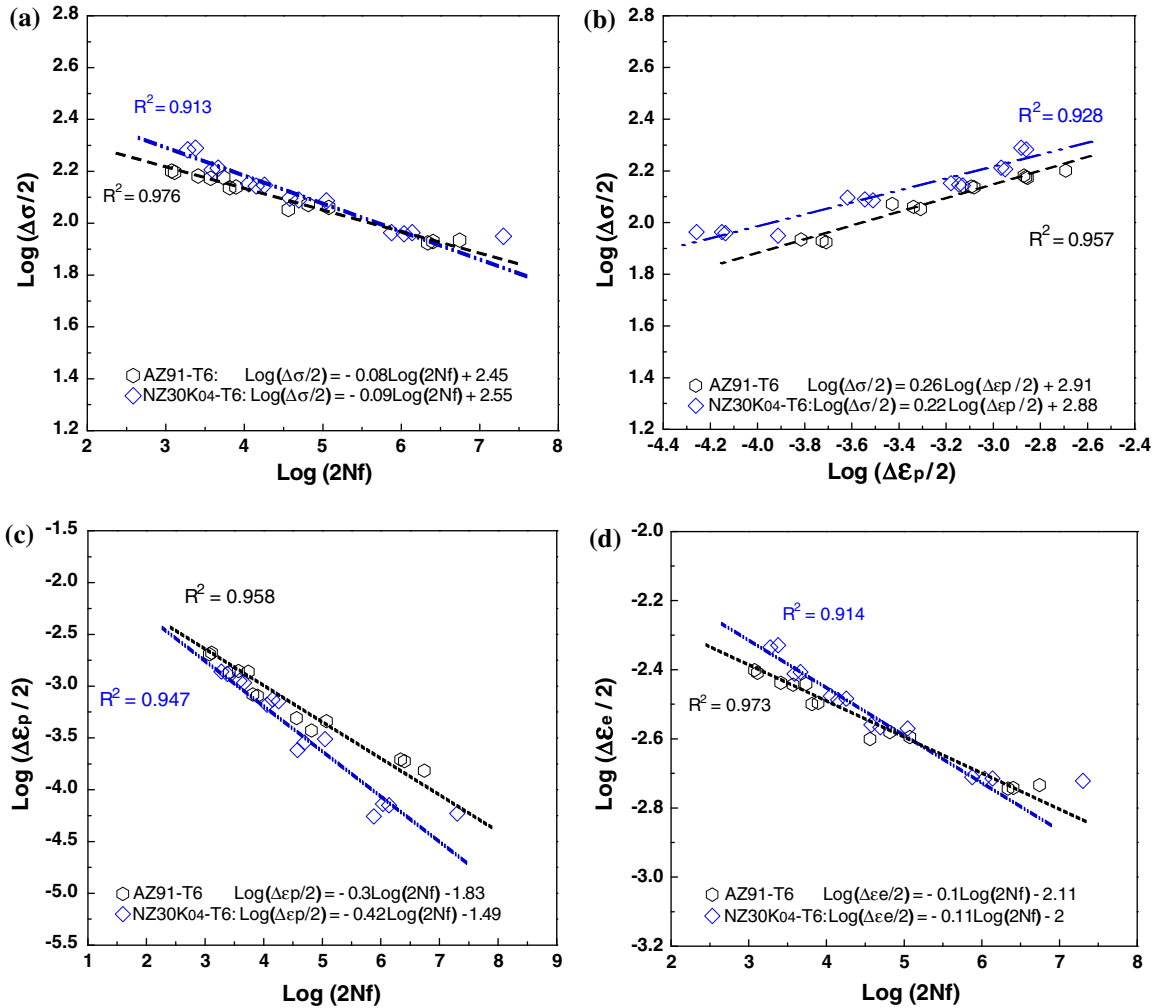 (a)
2.8
2.6
2.4
2.2
2.0
1.8
1.6
1.4
1.2
Log (Δσ/2)
R² = 0.913
R² = 0.976
AZ91-T6: Log(Δσ/2) = - 0.08Log(2Nf) + 2.45
NZ30K04-T6: Log(Δσ/2) = - 0.09Log(2Nf) + 2.55
2 3 4 5 6 7 8
Log (2Nf)
(b)
2.8
2.6
2.4
2.2
2.0
1.8
1.6
1.4
1.2
Log (Δσ/2)
R² = 0.928
R² = 0.957
AZ91-T6 Log(Δσ/2) = 0.26Log(Δεp/2) + 2.91
NZ30K04-T6:Log(Δσ/2) = 0.22Log(Δεp/2) + 2.88
-4.2 -4.0 -3.8 -3.6 -3.4 -3.2 -3.0 -2.8 -2.6 -2.4
Log (Δεp/2)
(c)
-1.5
-2.0
-2.5
-3.0
-3.5
-4.0
-4.5
-5.0
-5.5
Log (Δεp/2)
R² = 0.958
R² = 0.947
AZ91-T6 Log(Δεp/2) = - 0.3Log(2Nf) - 1.83
NZ30K04-T6: Log(Δεp/2) = - 0.42Log(2Nf) - 1.49
1 2 3 4 5 6 7 8 9
Log (2Nf)
(d)
-2.0
-2.2
-2.4
-2.6
-2.8
-3.0
-3.2
Log (Δεe/2)
R² = 0.914
R² = 0.973
AZ91-T6 Log(Δεe/2) = - 0.1Log(2Nf) - 2.11
NZ30K04-T6:Log(Δεe/2) = - 0.11Log(2Nf) - 2
2 3 4 5 6 7 8
Log (2Nf)